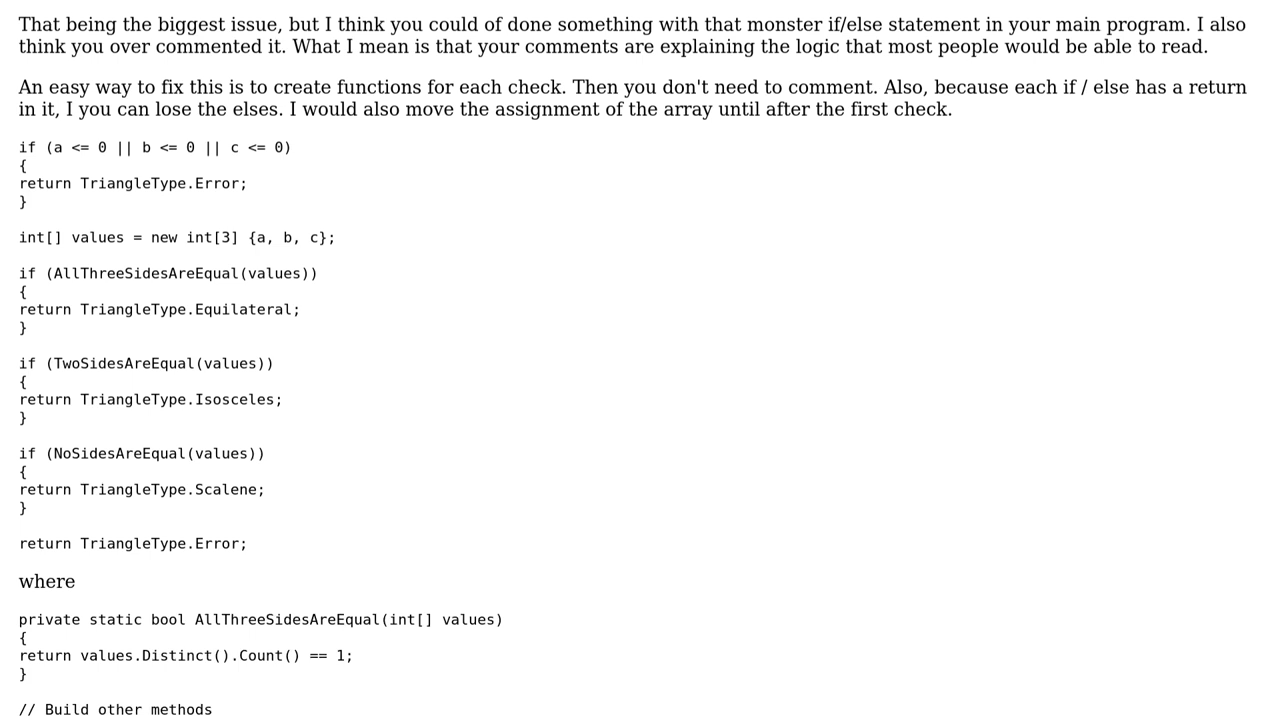 That being the biggest issue, but I think you could of done something with that monster if/else statement in your main program. I also
think you over commented it. What I mean is that your comments are explaining the logic that most people would be able to read.
An easy way to fix this is to create functions for each check. Then you don't need to comment. Also, because each if / else has a return
in it, I you can lose the elses. I would also move the assignment of the array until after the first check.
if (a <= 0 || b <= 0 || c <= 0)
{
return TriangleType.Error;
}
int[] values = new int[3] {a, b, c};
if (AllThreeSidesAreEqual(values))
{
return TriangleType.Equilateral;
}
if (TwoSidesAreEqual(values))
{
return TriangleType.Isosceles;
}
if (NoSidesAreEqual(values))
{
return TriangleType.Scalene;
}
return TriangleType.Error;
where
private static bool AllThreeSidesAreEqual(int[] values)
{
return values.Distinct().Count() == 1;
}
// Build other methods